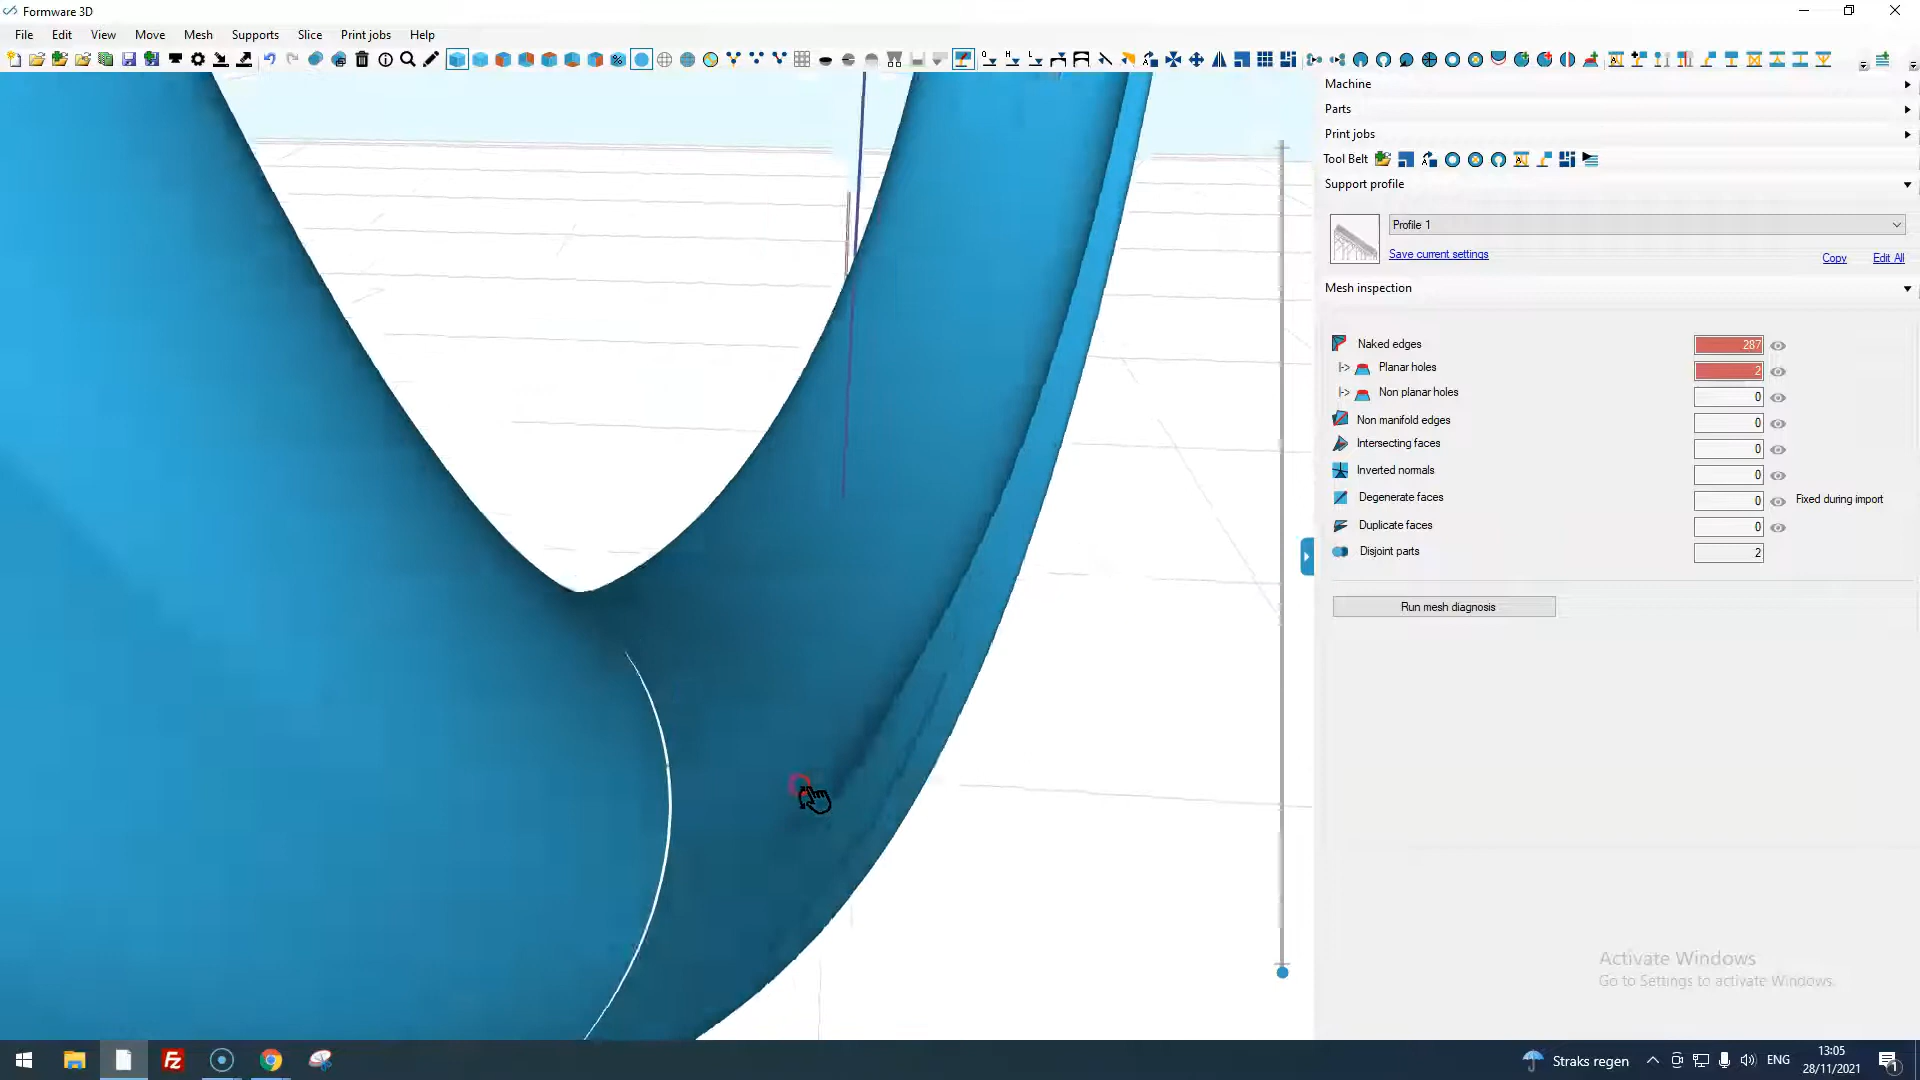 Formware 3D
File Edit View Move Mesh Supports Slice Print jobs Help
Machine
Parts
Print jobs
Tool Belt
Support profile
Profile 1
Save current settings
Copy
Edit All
Mesh inspection
Naked edges 287
|-> Planar holes 2
|-> Non planar holes 0
Non manifold edges 0
Intersecting faces 0
Inverted normals 0
Degenerate faces 0 Fixed during import
Duplicate faces 0
Disjoint parts 2
Run mesh diagnosis
Activate Windows
Go to Settings to activate Windows.
Straks regen
ENG
13:05
28/11/2021
1